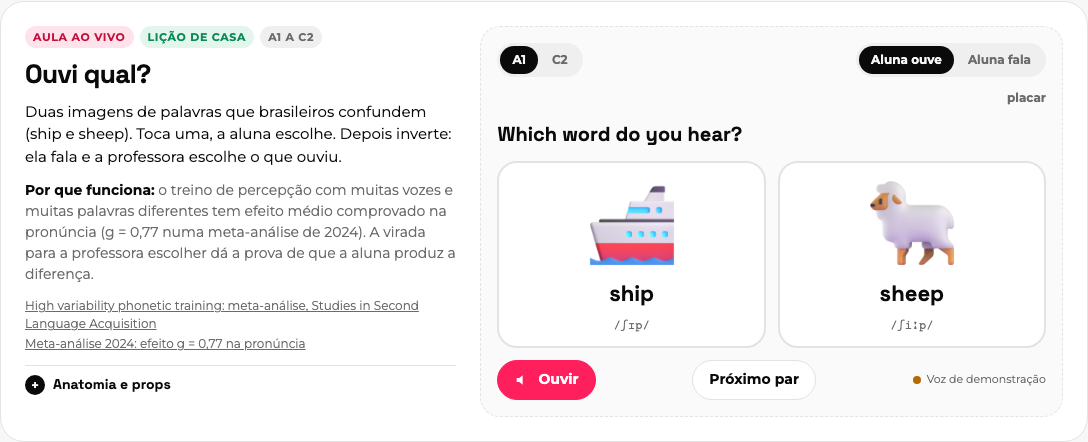 AULA AO VIVO LIÇÃO DE CASA A1 A C2
Ouvi qual?
Duas imagens de palavras que brasileiros confundem
(ship e sheep). Toca uma, a aluna escolhe. Depois inverte:
ela fala e a professora escolhe o que ouviu.
Por que funciona: o treino de percepção com muitas vozes e
muitas palavras diferentes tem efeito médio comprovado na
pronúncia (g = 0,77 numa meta-análise de 2024). A virada
para a professora escolher dá a prova de que a aluna produz a
diferença.
High variability phonetic training: meta-análise, Studies in Second
Language Acquisition
Meta-análise 2024: efeito g = 0,77 na pronúncia
Anatomia e props
A1 C2
Aluna ouve Aluna fala
placar
Which word do you hear?
ship
/ʃɪp/
sheep
/ʃiːp/
Ouvir
Próximo par
Voz de demonstração